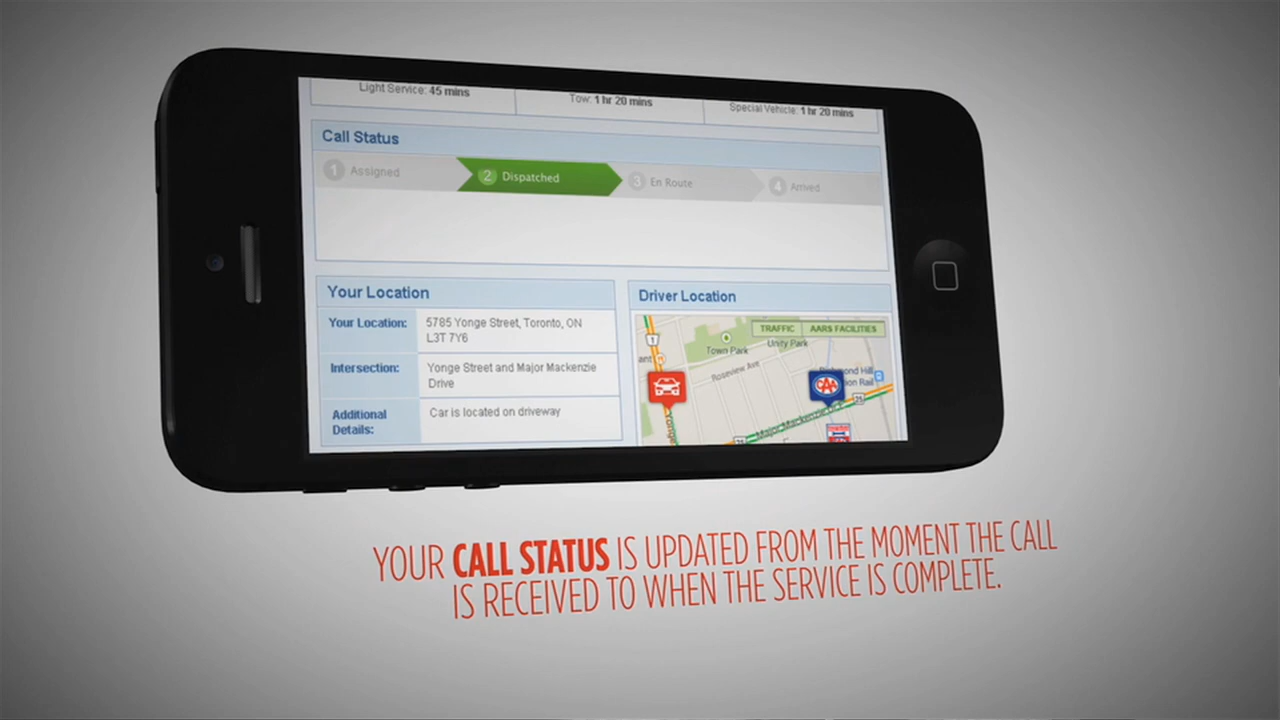 Light Service: 45 mins
Tow: 1 hr 20 mins
Special Vehicle: 1 hr 20 mins
Call Status
1 Assigned
2 Dispatched
3 En Route
4 Arrived
Your Location
Your Location: 5785 Yonge Street, Toronto, ON
L3T 7Y6
Intersection: Yonge Street and Major Mackenzie
Drive
Additional
Details: Car is located on driveway
Driver Location
TRAFFIC AARS FACILITIES
1
Town Park
Unity Park
Roseview Ave
CAA
Major Mackenzie
25
YOUR CALL STATUS IS UPDATED FROM THE MOMENT THE CALL
IS RECEIVED TO WHEN THE SERVICE IS COMPLETE.